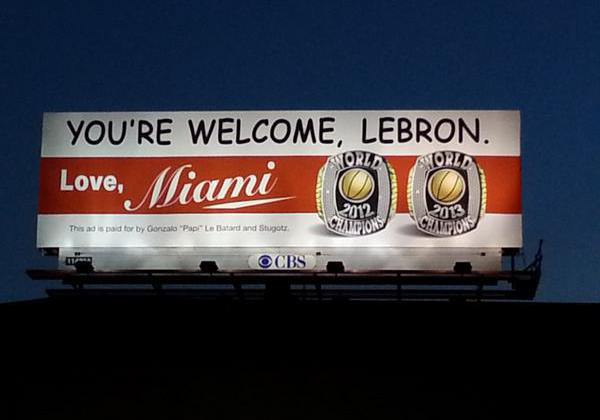 YOU'RE WELCOME, LEBRON.
Love, Miami
WORLD
2012
CHAMPIONS
WORLD
2013
CHAMPIONS
This ad is paid for by Gonzalo "Papi" Le Batard and Stugotz.
CBS